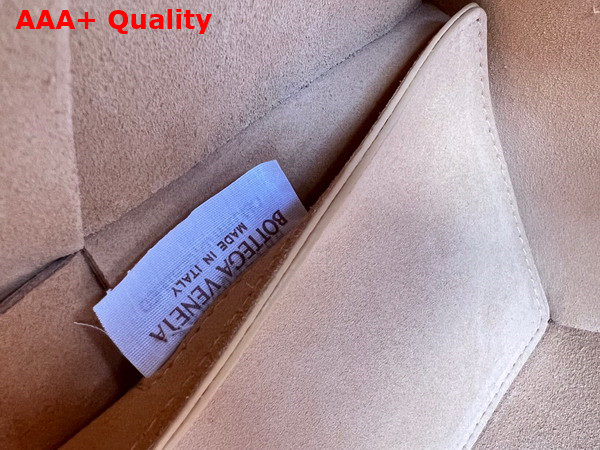 AAA+ Quality
BOTTEGA VENETA
MADE IN ITALY